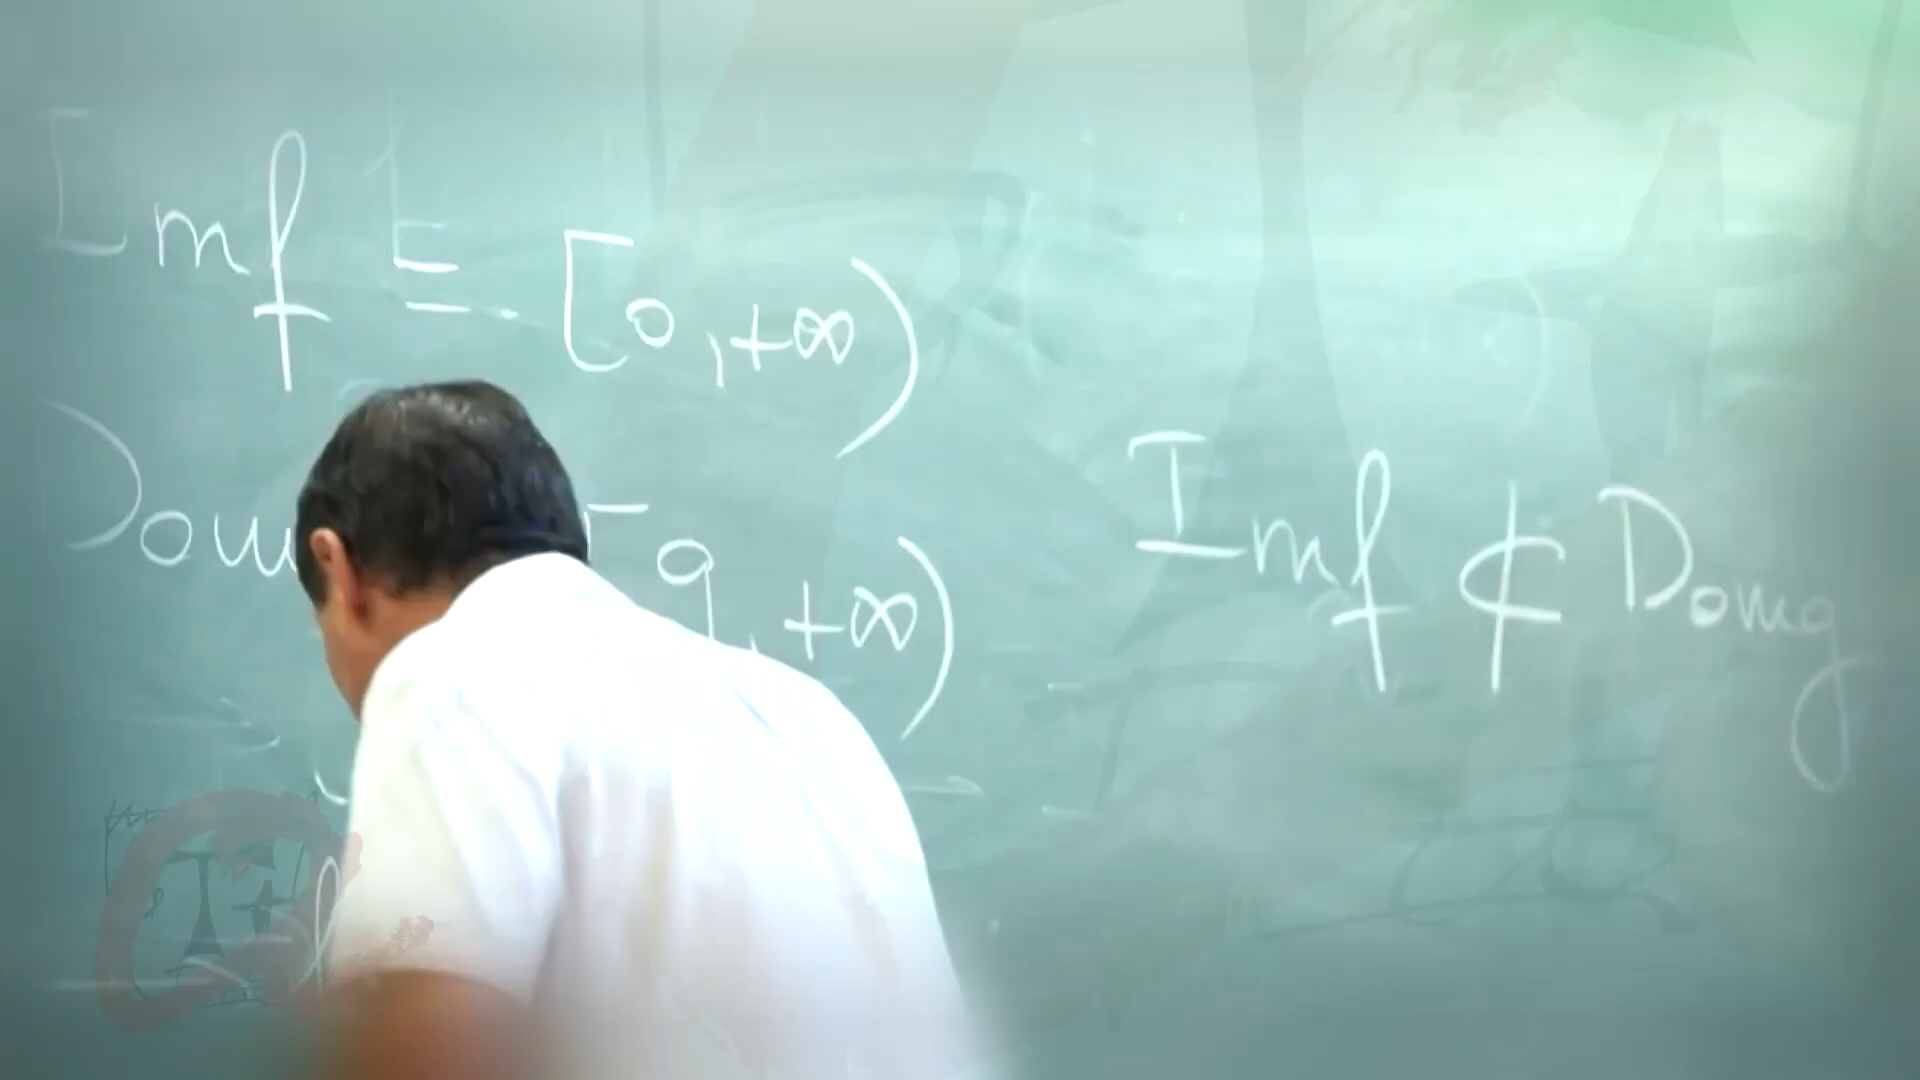 Imf = [0,+∞)
Dom [9,+∞)
Imf ⊄ Domg